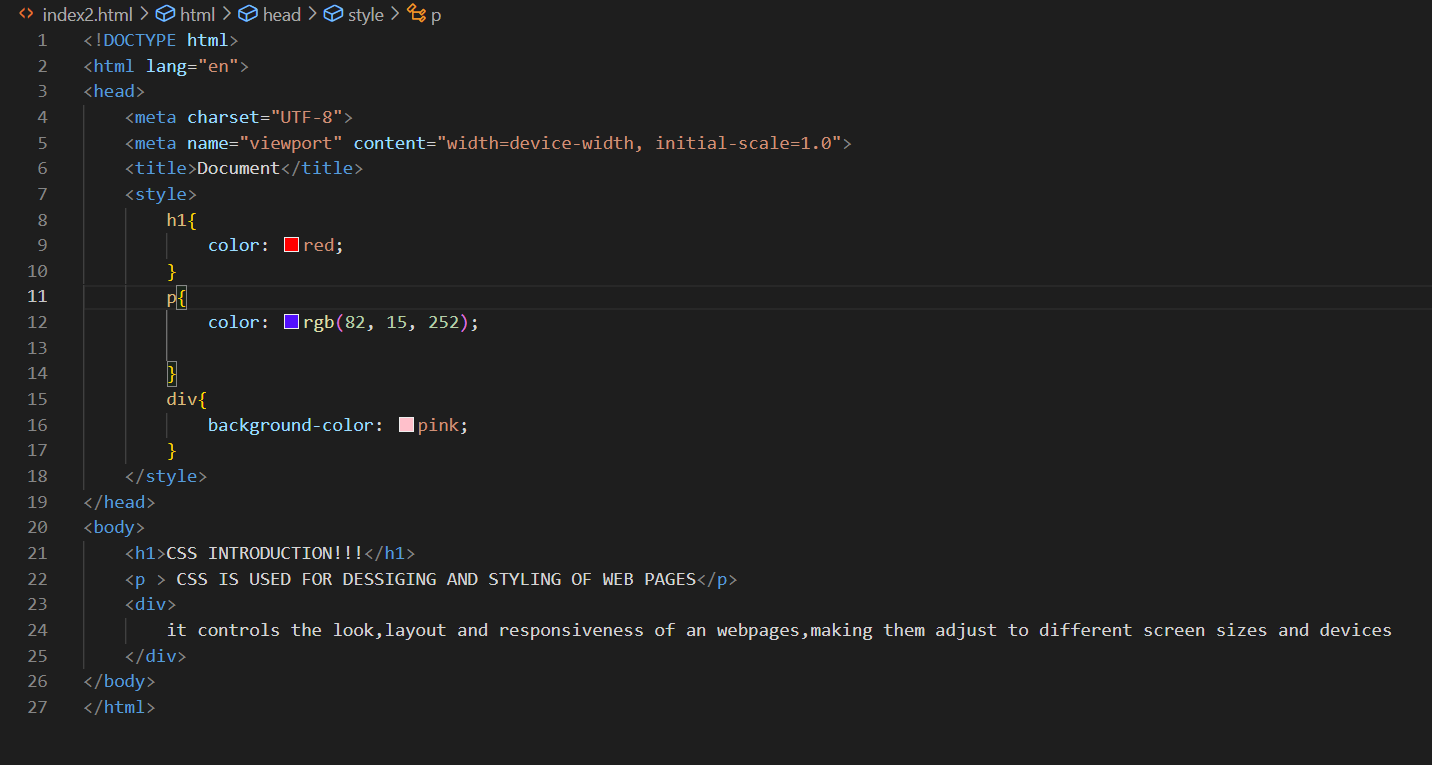 index2.html > html > head > style > p
1 <!DOCTYPE html>
2 <html lang="en">
3 <head>
4     <meta charset="UTF-8">
5     <meta name="viewport" content="width=device-width, initial-scale=1.0">
6     <title>Document</title>
7     <style>
8         h1{
9             color: red;
10         }
11         p{
12             color: rgb(82, 15, 252);
13
14         }
15         div{
16             background-color: pink;
17         }
18     </style>
19 </head>
20 <body>
21     <h1>CSS INTRODUCTION!!!</h1>
22     <p > CSS IS USED FOR DESSIGING AND STYLING OF WEB PAGES</p>
23     <div>
24         it controls the look,layout and responsiveness of an webpages,making them adjust to different screen sizes and devices
25     </div>
26 </body>
27 </html>